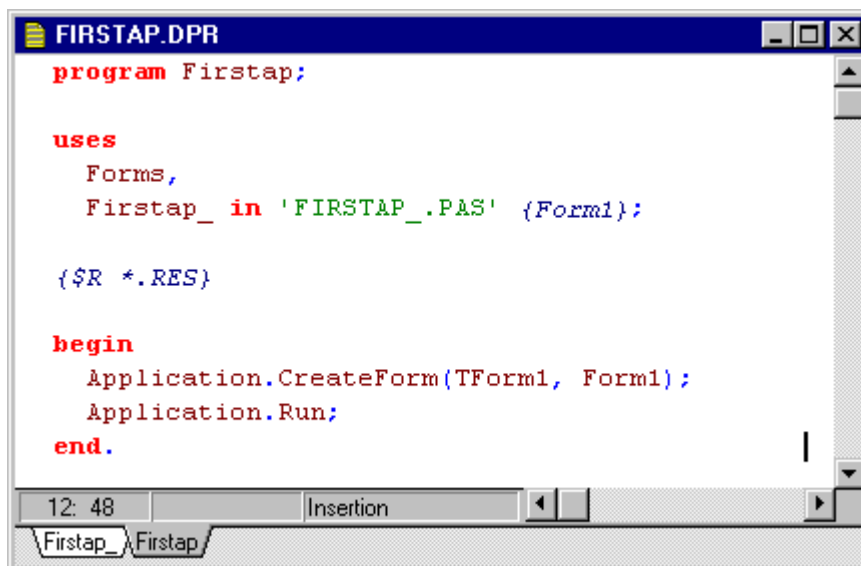 FIRSTAP.DPR
program Firstap;
uses
Forms,
Firstap_ in 'FIRSTAP_.PAS' {Form1};
{$R *.RES}
begin
Application.CreateForm(TForm1, Form1);
Application.Run;
end.
12: 48 Insertion
Firstap_ Firstap